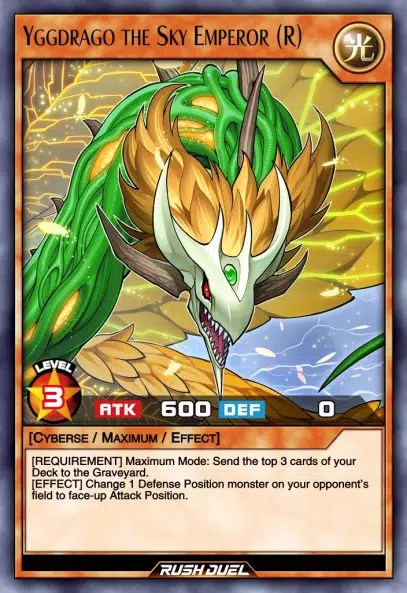 Yggdrago the Sky Emperor (R)
光
LEVEL
3
ATK 600 DEF 0
[Cyberse / Maximum / Effect]
[REQUIREMENT] Maximum Mode: Send the top 3 cards of your
Deck to the Graveyard.
[EFFECT] Change 1 Defense Position monster on your opponent's
field to face-up Attack Position.
RUSH DUEL